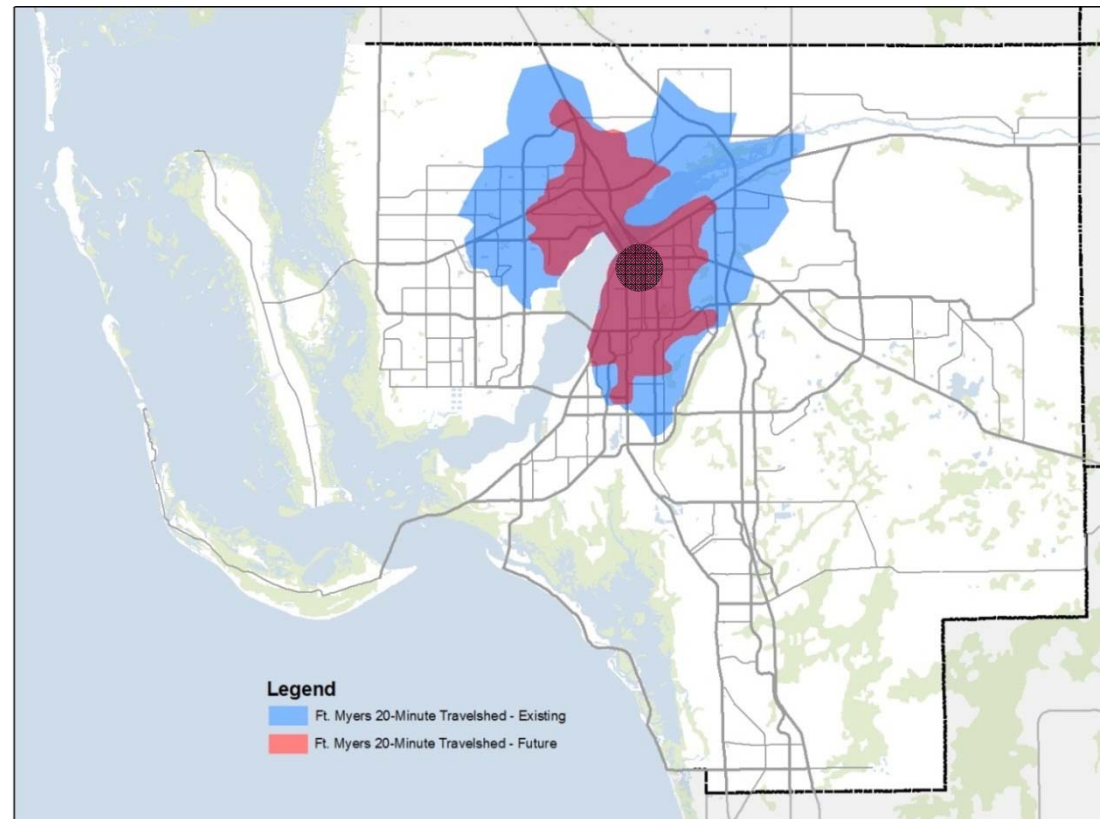 Legend
Ft. Myers 20-Minute Travelshed - Existing
Ft. Myers 20-Minute Travelshed - Future